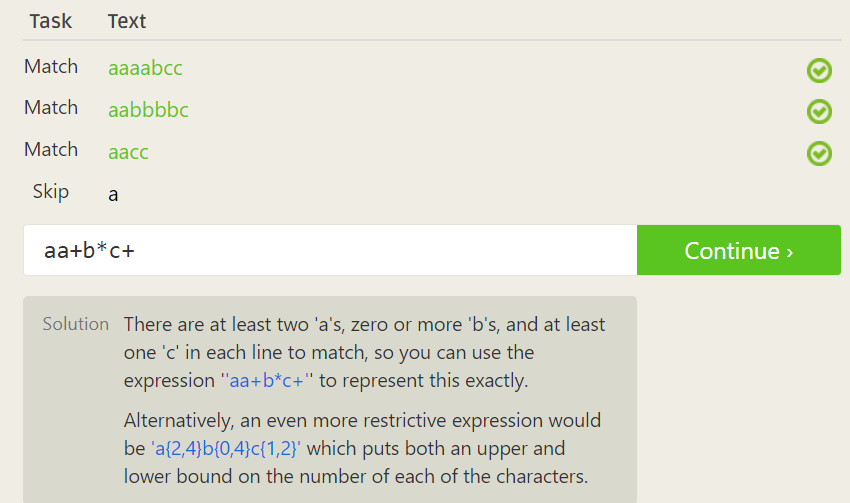 Task Text
Match aaaabcc
Match aabbbbc
Match aacc
Skip a
aa+b*c+ Continue ›
Solution There are at least two 'a's, zero or more 'b's, and at least
one 'c' in each line to match, so you can use the
expression ''aa+b*c+'' to represent this exactly.
Alternatively, an even more restrictive expression would
be 'a{2,4}b{0,4}c{1,2}' which puts both an upper and
lower bound on the number of each of the characters.